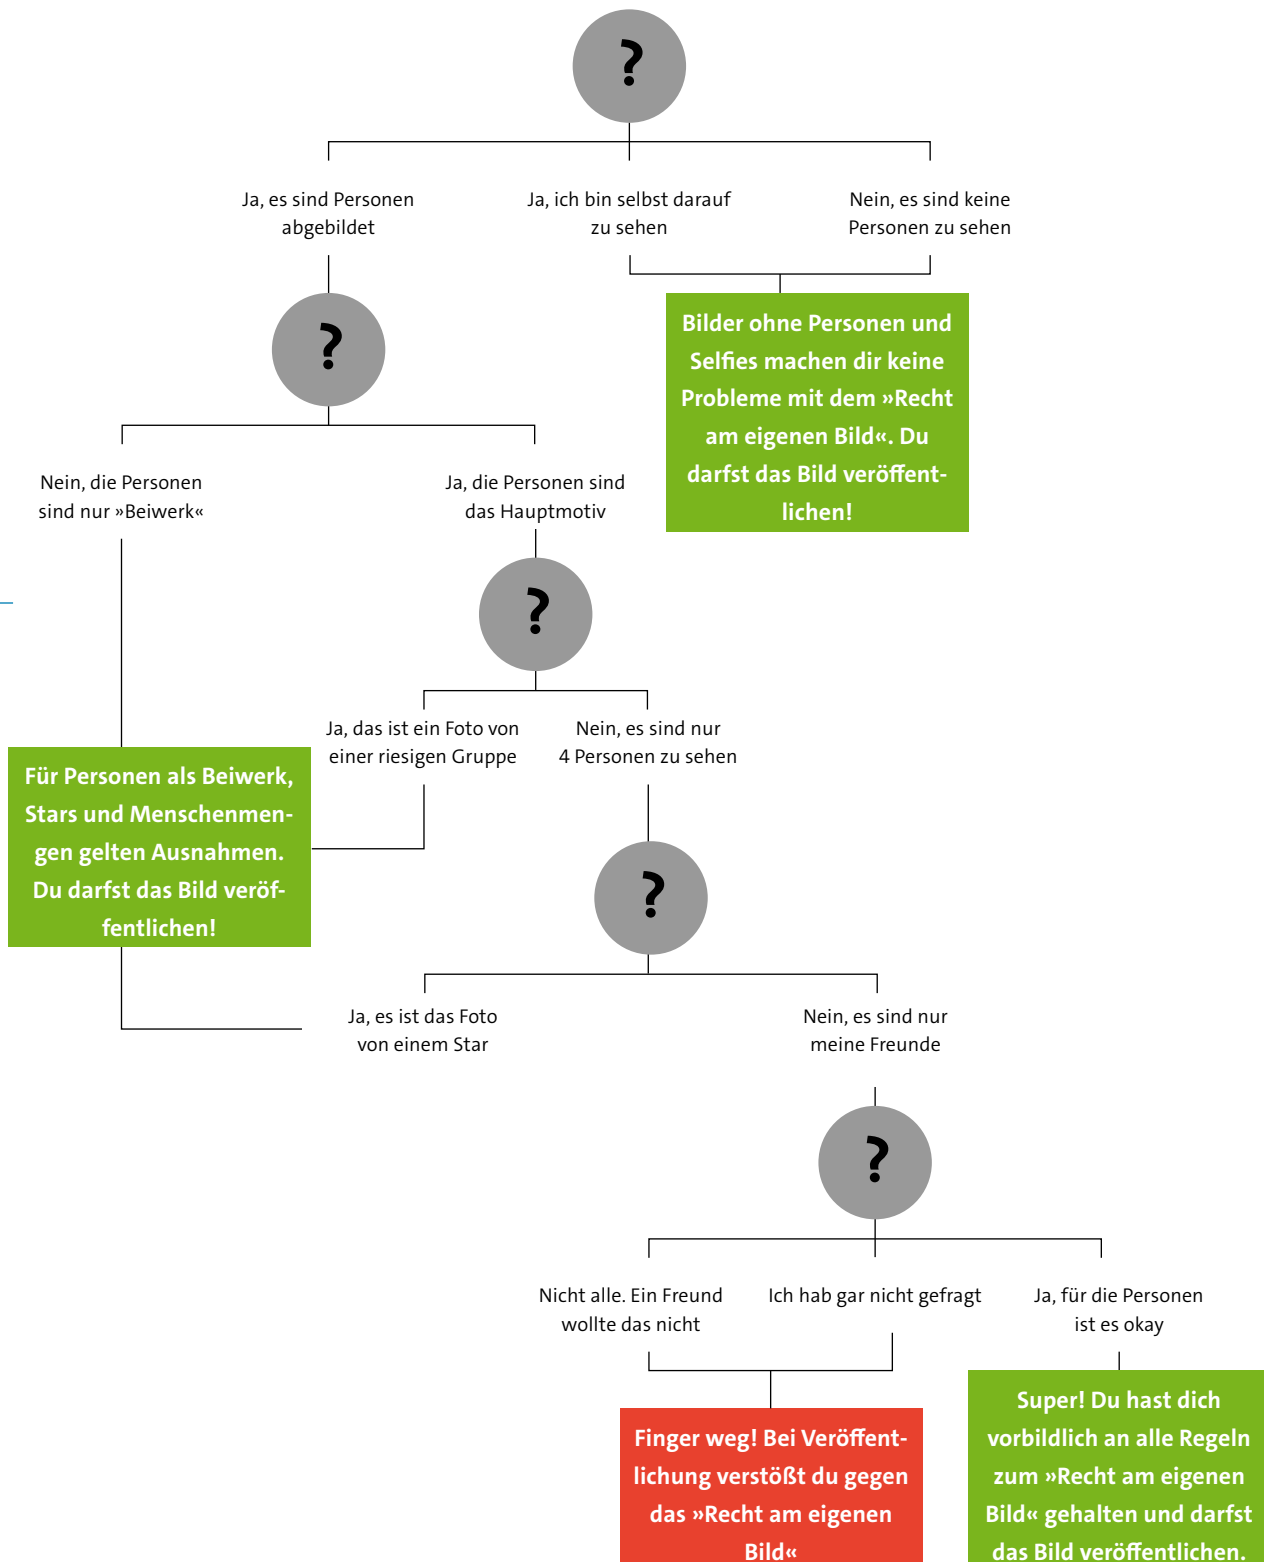 ?
Ja, es sind Personen
abgebildet
Ja, ich bin selbst darauf
zu sehen
Nein, es sind keine
Personen zu sehen
?
Bilder ohne Personen und
Selfies machen dir keine
Probleme mit dem »Recht
am eigenen Bild«. Du
darfst das Bild veröffent-
lichen!
Nein, die Personen
sind nur »Beiwerk«
Ja, die Personen sind
das Hauptmotiv
?
Ja, das ist ein Foto von
einer riesigen Gruppe
Nein, es sind nur
4 Personen zu sehen
Für Personen als Beiwerk,
Stars und Menschenmen-
gen gelten Ausnahmen.
Du darfst das Bild veröf-
fentlichen!
?
Ja, es ist das Foto
von einem Star
Nein, es sind nur
meine Freunde
?
Nicht alle. Ein Freund
wollte das nicht
Ich hab gar nicht gefragt
Ja, für die Personen
ist es okay
Finger weg! Bei Veröffent-
lichung verstößt du gegen
das »Recht am eigenen
Bild«
Super! Du hast dich
vorbildlich an alle Regeln
zum »Recht am eigenen
Bild« gehalten und darfst
das Bild veröffentlichen.